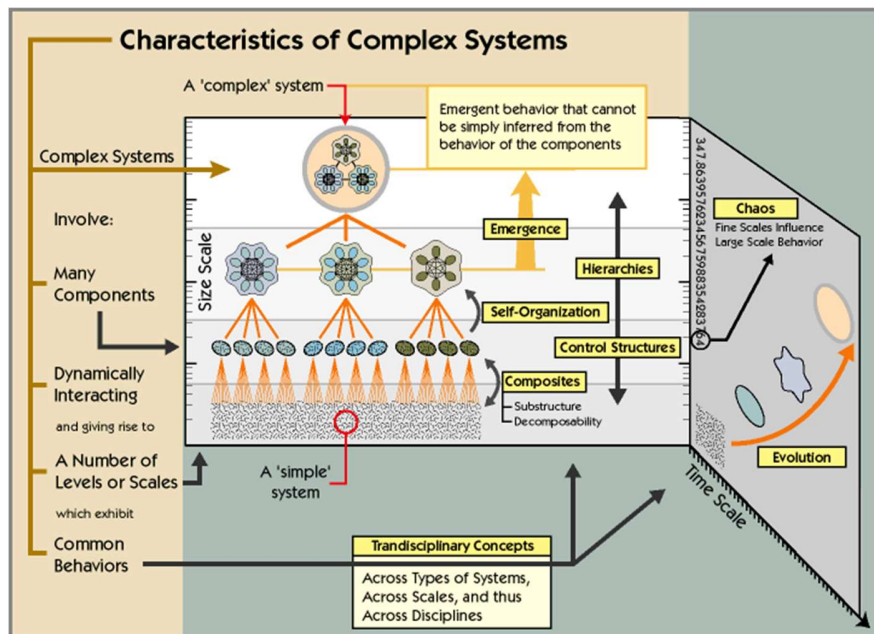 Characteristics of Complex Systems
A 'complex' system
Emergent behavior that cannot
be simply inferred from the
behavior of the components
Complex Systems
Involve:
Many
Components
Dynamically
Interacting
and giving rise to
A Number of
Levels or Scales
which exhibit
Common
Behaviors
Size Scale
Emergence
Hierarchies
Self-Organization
Control Structures
Composites
Substructure
Decomposability
A 'simple'
system
Chaos
Fine Scales Influence
Large Scale Behavior
Evolution
Time Scale
Trandisciplinary Concepts
Across Types of Systems,
Across Scales, and thus
Across Disciplines